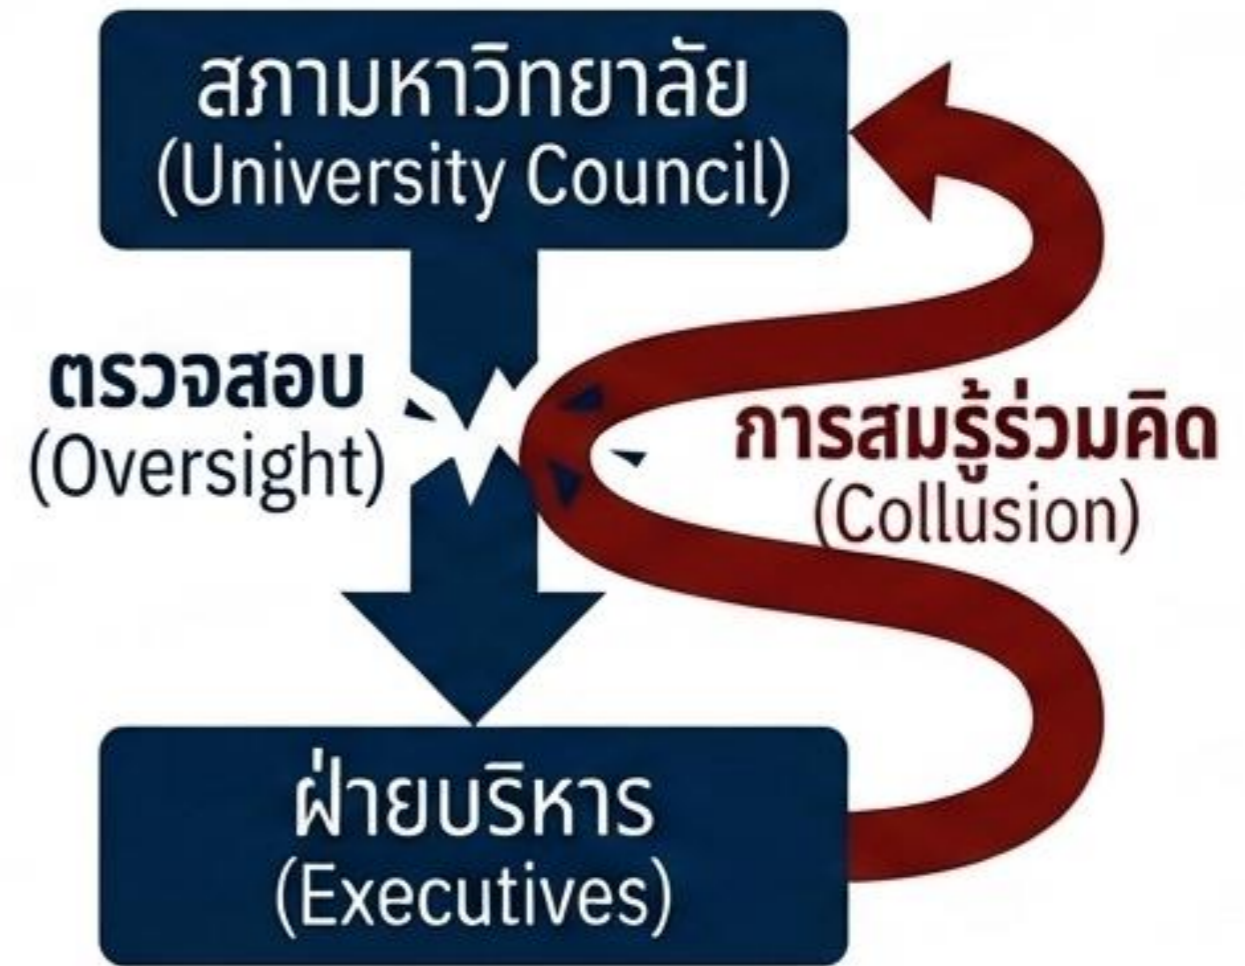 สภามหาวิทยาลัย
(University Council)
ตรวจสอบ
(Oversight)
การสมรู้ร่วมคิด
(Collusion)
ฝ่ายบริหาร
(Executives)